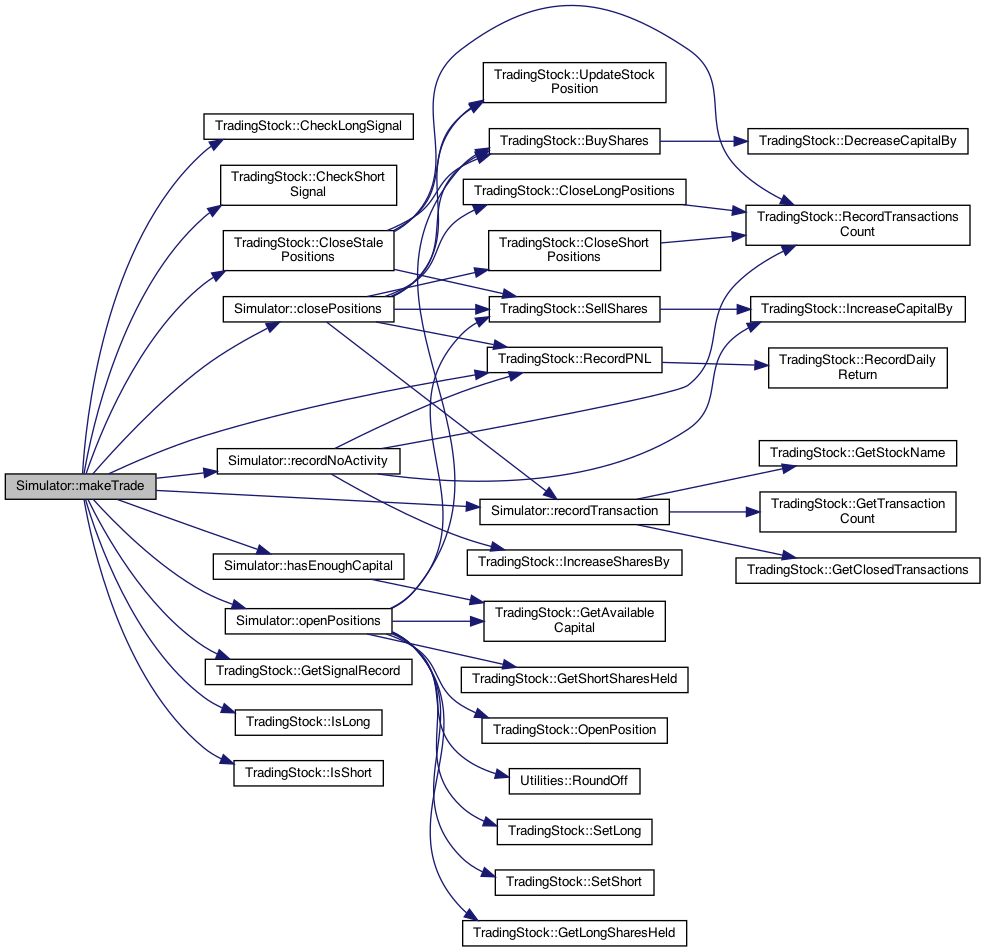 Simulator::makeTrade
TradingStock::CheckLongSignal
TradingStock::CheckShort
Signal
TradingStock::CloseStale
Positions
Simulator::closePositions
Simulator::recordNoActivity
Simulator::hasEnoughCapital
Simulator::openPositions
TradingStock::GetSignalRecord
TradingStock::IsLong
TradingStock::IsShort
TradingStock::UpdateStock
Position
TradingStock::BuyShares
TradingStock::CloseLongPositions
TradingStock::CloseShort
Positions
TradingStock::SellShares
TradingStock::RecordPNL
Simulator::recordTransaction
TradingStock::IncreaseSharesBy
TradingStock::GetAvailable
Capital
TradingStock::GetShortSharesHeld
TradingStock::OpenPosition
Utilities::RoundOff
TradingStock::SetLong
TradingStock::SetShort
TradingStock::GetLongSharesHeld
TradingStock::DecreaseCapitalBy
TradingStock::RecordTransactions
Count
TradingStock::IncreaseCapitalBy
TradingStock::RecordDaily
Return
TradingStock::GetStockName
TradingStock::GetTransaction
Count
TradingStock::GetClosedTransactions